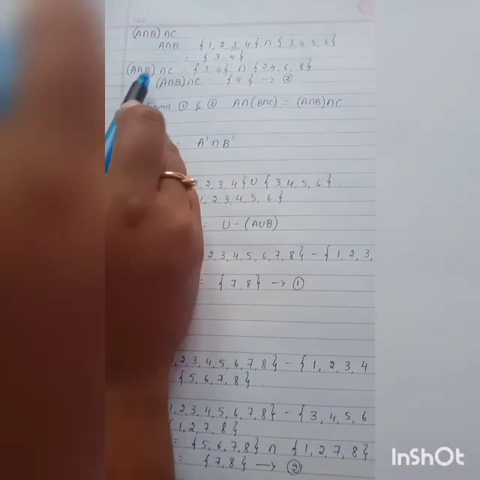 (A∩B)∩C
A∩B {1,2,3,4} ∩ {3,4,5,6}
= {3,4}
(A∩B)∩C = {3,4} ∩ {2,4,6,8}
(A∩B)∩C = {4} → ②
① & ② A∩(B∩C) = (A∩B)∩C
A' ∩ B'
2,3,4} ∪ {3,4,5,6}
1,2,3,4,5,6}
= U - (A∪B)
2,3,4,5,6,7,8} - {1,2,3,
= {7,8} → ①
,2,3,4,5,6,7,8} - {1,2,3,4
{5,6,7,8}
1,2,3,4,5,6,7,8} - {3,4,5,6
{1,2,7,8}
= {5,6,7,8} ∩ {1,2,7,8}
= {7,8} → ②
InShOt